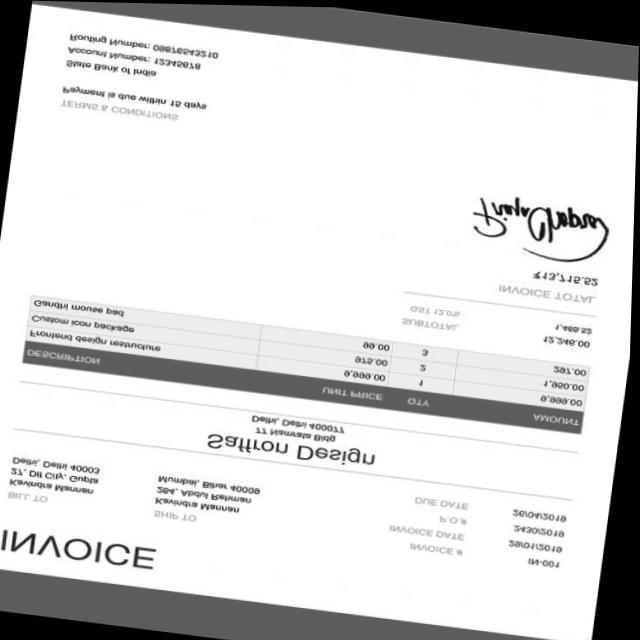 INVOICE
BILL TO
Kavindra Mannan
27, Dlf City, Gupta
Delhi, Delhi 40003
SHIP TO
Kavindra Mannan
264, Abdul Rehman
Mumbai, Bihar 40009
INVOICE # IN-001
INVOICE DATE 29/01/2019
P.O.# 2430/2019
DUE DATE 26/04/2019
Saffron Design
77 Namrata Bldg
Delhi, Delhi 400077
DESCRIPTION UNIT PRICE QTY AMOUNT
Frontend design restructure 9,999.00 1 9,999.00
Custom icon package 975.00 2 1,950.00
Gandhi mouse pad 99.00 3 297.00
SUBTOTAL 12,246.00
GST 12.0% 1,469.52
INVOICE TOTAL
₹13,715.52
TERMS & CONDITIONS
Payment is due within 15 days
State Bank of India
Account Number: 12345678
Routing Number: 09876543210